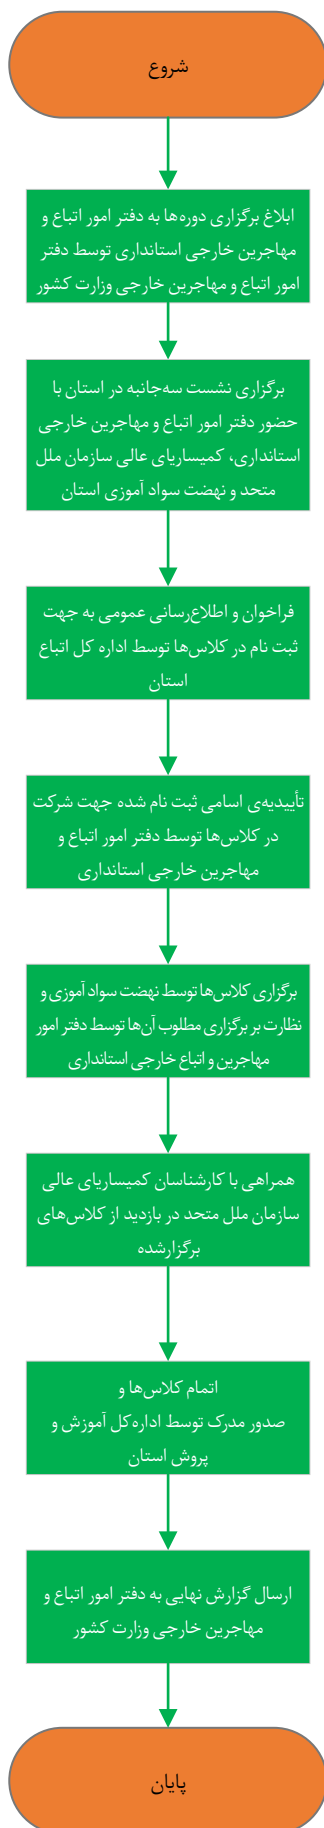 شروع
ابلاغ برگزاری دوره‌ها به دفتر امور اتباع و
مهاجرین خارجی استانداری توسط دفتر
امور اتباع و مهاجرین خارجی وزارت کشور
برگزاری نشست سه‌جانبه در استان با
حضور دفتر امور اتباع و مهاجرین خارجی
استانداری، کمیساریای عالی سازمان ملل
متحد و نهضت سواد آموزی استان
فراخوان و اطلاع‌رسانی عمومی به جهت
ثبت نام در کلاس‌ها توسط اداره کل اتباع
استان
تأییدیه‌ی اسامی ثبت نام شده جهت شرکت
در کلاس‌ها توسط دفتر امور اتباع و
مهاجرین خارجی استانداری
برگزاری کلاس‌ها توسط نهضت سواد آموزی و
نظارت بر برگزاری مطلوب آن‌ها توسط دفتر امور
مهاجرین و اتباع خارجی استانداری
همراهی با کارشناسان کمیساریای عالی
سازمان ملل متحد در بازدید از کلاس‌های
برگزارشده
اتمام کلاس‌ها و
صدور مدرک توسط اداره‌کل آموزش و
پروش استان
ارسال گزارش نهایی به دفتر امور اتباع و
مهاجرین خارجی وزارت کشور
پایان